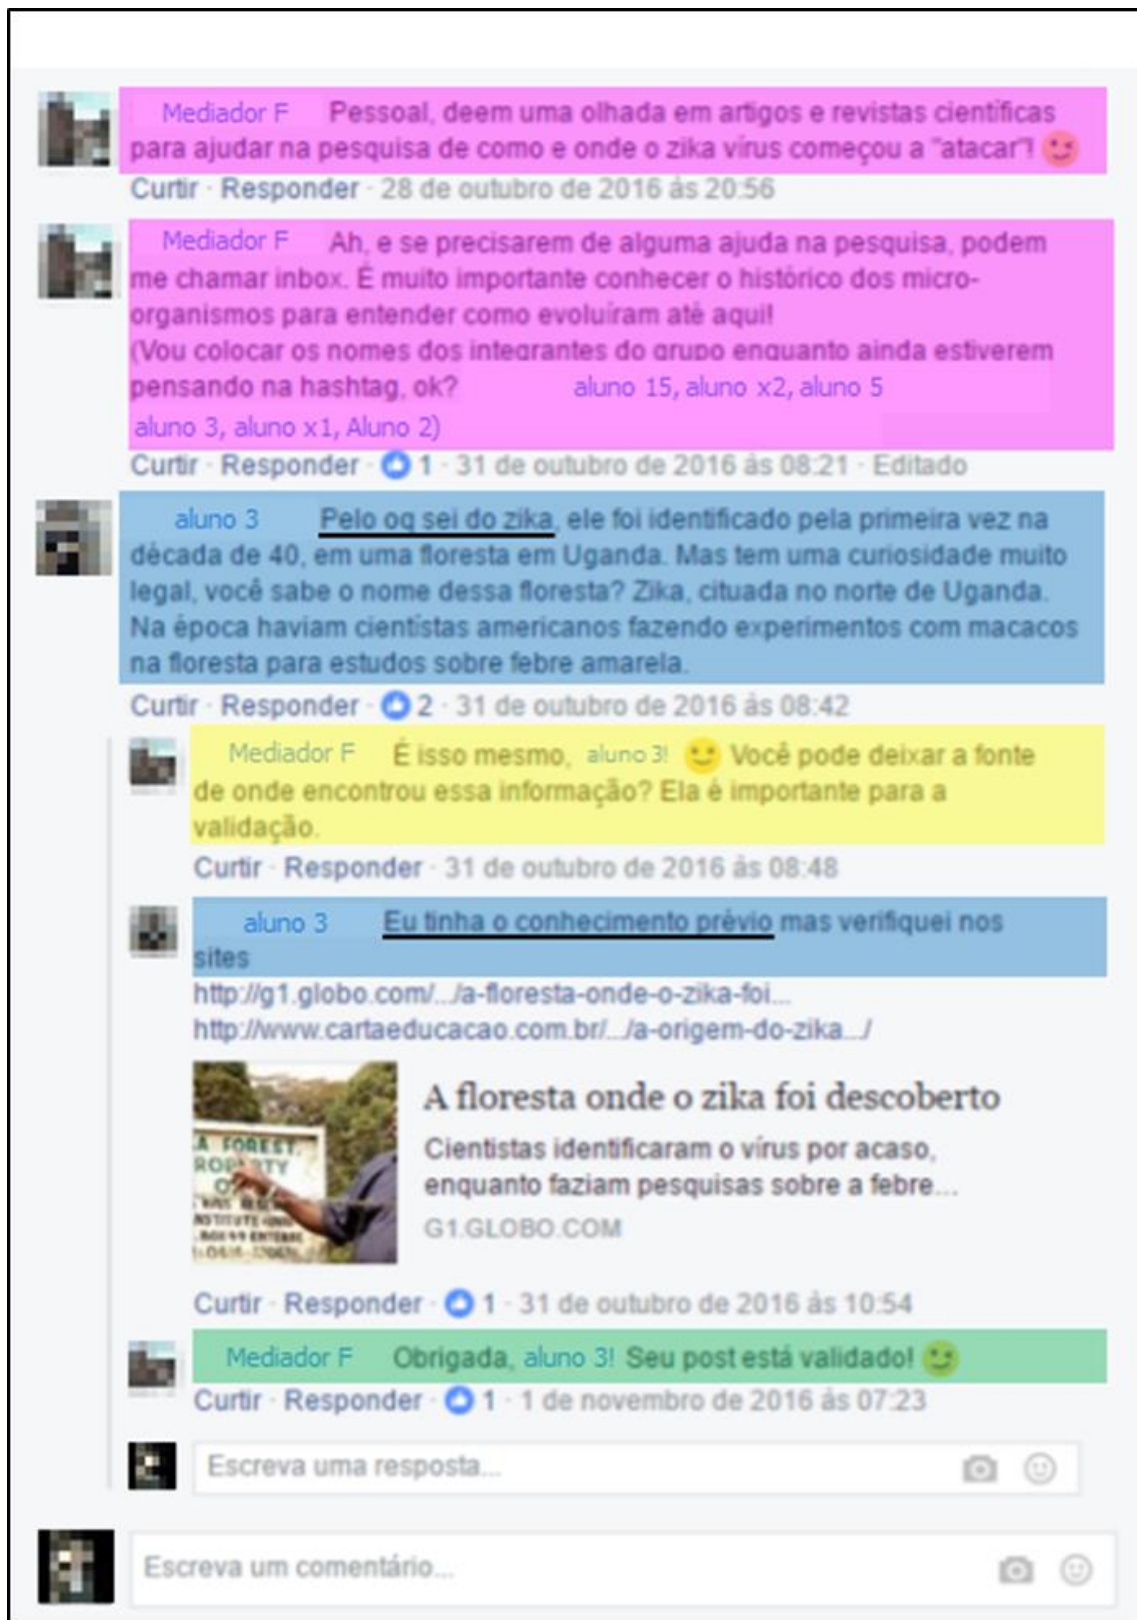 Mediador F Pessoal, deem uma olhada em artigos e revistas científicas
para ajudar na pesquisa de como e onde o zika vírus começou a "atacar"!
Curtir · Responder · 28 de outubro de 2016 às 20:56
Mediador F Ah, e se precisarem de alguma ajuda na pesquisa, podem
me chamar inbox. É muito importante conhecer o histórico dos micro-
organismos para entender como evoluíram até aqui!
(Vou colocar os nomes dos integrantes do grupo enquanto ainda estiverem
pensando na hashtag, ok? aluno 15, aluno x2, aluno 5
aluno 3, aluno x1, Aluno 2)
Curtir · Responder · 1 · 31 de outubro de 2016 às 08:21 · Editado
aluno 3 Pelo oq sei do zika, ele foi identificado pela primeira vez na
década de 40, em uma floresta em Uganda. Mas tem uma curiosidade muito
legal, você sabe o nome dessa floresta? Zika, cituada no norte de Uganda.
Na época haviam cientístas americanos fazendo experimentos com macacos
na floresta para estudos sobre febre amarela.
Curtir · Responder · 2 · 31 de outubro de 2016 às 08:42
Mediador F É isso mesmo, aluno 3! Você pode deixar a fonte
de onde encontrou essa informação? Ela é importante para a
validação.
Curtir · Responder · 31 de outubro de 2016 às 08:48
aluno 3 Eu tinha o conhecimento prévio mas verifiquei nos
sites
http://g1.globo.com/.../a-floresta-onde-o-zika-foi...
http://www.cartaeducacao.com.br/.../a-origem-do-zika.../
A FOREST,
A floresta onde o zika foi descoberto
Cientistas identificaram o vírus por acaso,
enquanto faziam pesquisas sobre a febre...
G1.GLOBO.COM
Curtir · Responder · 1 · 31 de outubro de 2016 às 10:54
Mediador F Obrigada, aluno 3! Seu post está validado!
Curtir · Responder · 1 · 1 de novembro de 2016 às 07:23
Escreva uma resposta...
Escreva um comentário...